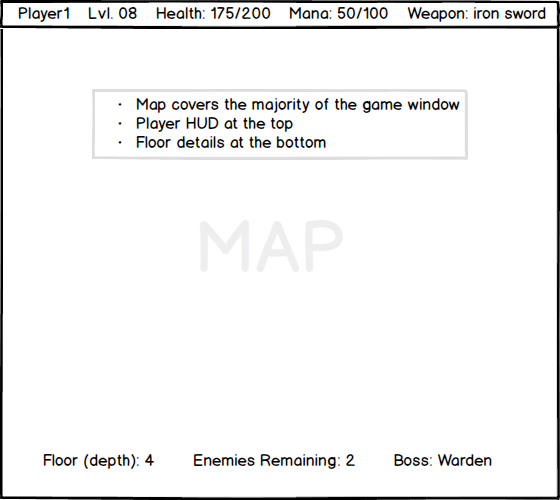 Player1 Lvl. 08 Health: 175/200 Mana: 50/100 Weapon: iron sword
• Map covers the majority of the game window
• Player HUD at the top
• Floor details at the bottom
MAP
Floor (depth): 4 Enemies Remaining: 2 Boss: Warden